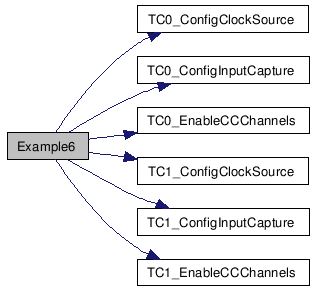 TC0_ConfigClockSource
TC0_ConfigInputCapture
TC0_EnableCCChannels
Example6
TC1_ConfigClockSource
TC1_ConfigInputCapture
TC1_EnableCCChannels